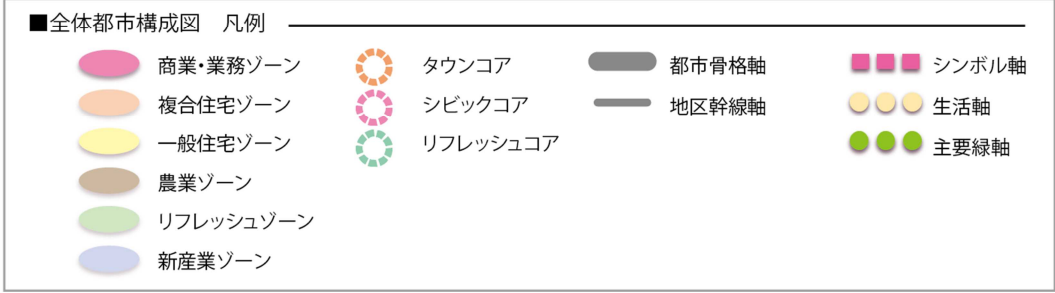 ■全体都市構成図　凡例
商業・業務ゾーン
複合住宅ゾーン
一般住宅ゾーン
農業ゾーン
リフレッシュゾーン
新産業ゾーン
タウンコア
シビックコア
リフレッシュコア
都市骨格軸
地区幹線軸
シンボル軸
生活軸
主要緑軸